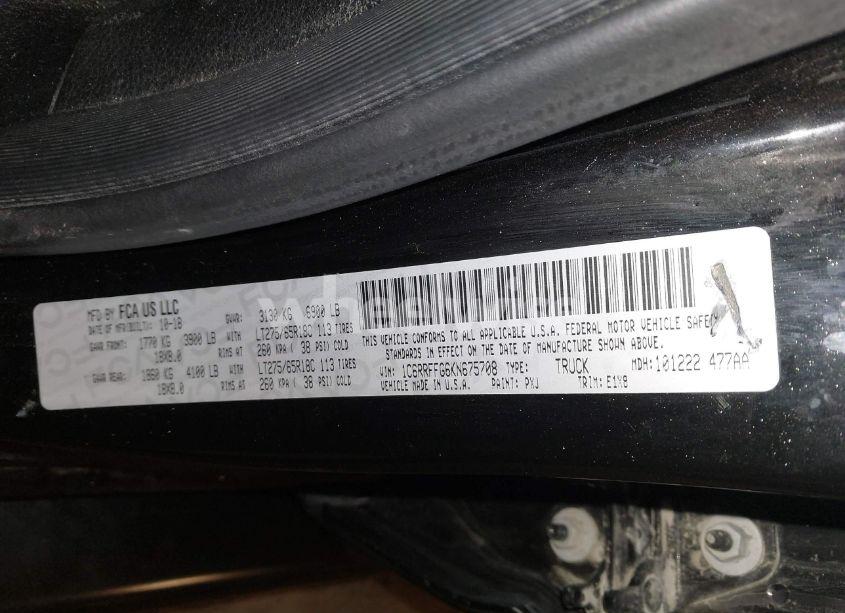 MFD BY FCA US LLC
DATE OF MFR(BUILT): 10-18 GVWR: 3130 KG 6900 LB
GAWR FRONT: 1770 KG 3900 LB WITH LT275/65R18C 113 TIRES
18X8.0 RIMS AT 260 KPA ( 38 PSI) COLD
GAWR REAR: 1860 KG 4100 LB WITH LT275/65R18C 113 TIRES
18X8.0 RIMS AT 260 KPA ( 38 PSI) COLD
THIS VEHICLE CONFORMS TO ALL APPLICABLE U.S.A. FEDERAL MOTOR VEHICLE SAFETY
STANDARDS IN EFFECT ON THE DATE OF MANUFACTURE SHOWN ABOVE.
VIN: 1C6RRFFG6KN675708 TYPE: TRUCK MDH: 101222 477AA
VEHICLE MADE IN U.S.A. PAINT: PXJ TRIM: E1X8